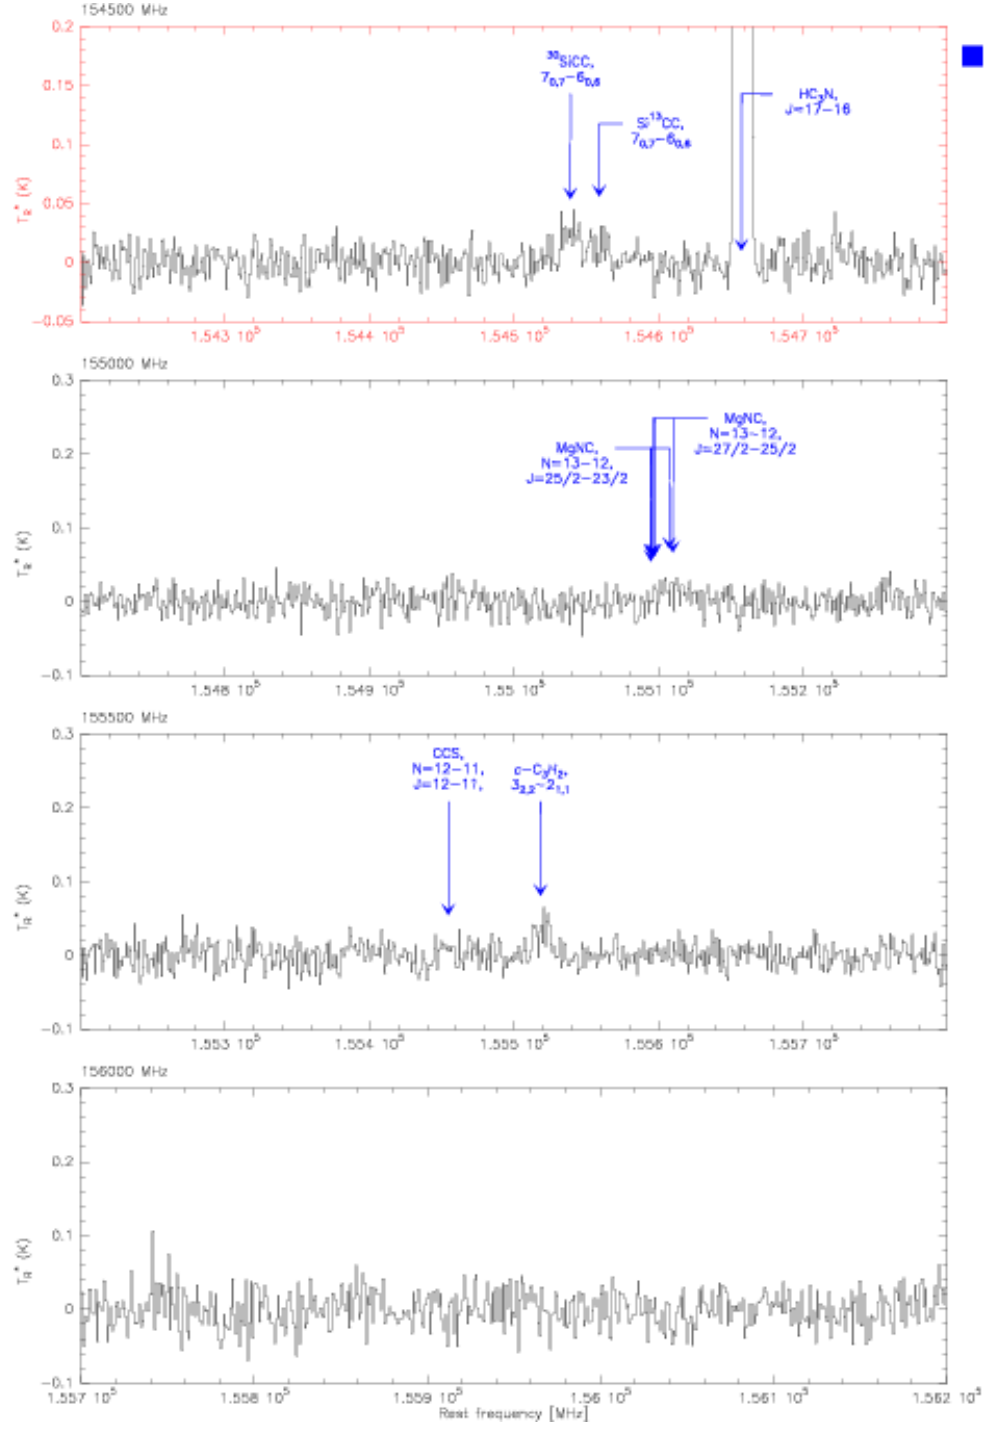 154500 MHz
0.2
0.15
0.1
0.05
0
−0.05
T_R* (K)
³⁰SiCC,
7₀,₇−6₀,₆
Si¹³CC,
7₀,₇−6₀,₆
HC₃N,
J=17−16
1.543 10⁵
1.544 10⁵
1.545 10⁵
1.546 10⁵
1.547 10⁵
155000 MHz
0.3
0.2
0.1
0
−0.1
T_R* (K)
MgNC,
N=13−12,
J=25/2−23/2
MgNC,
N=13−12,
J=27/2−25/2
1.548 10⁵
1.549 10⁵
1.55 10⁵
1.551 10⁵
1.552 10⁵
155500 MHz
0.3
0.2
0.1
0
−0.1
T_R* (K)
CCS,
N=12−11,
J=12−11,
c−C₃H₂,
3₂,₂−2₁,₁
1.553 10⁵
1.554 10⁵
1.555 10⁵
1.556 10⁵
1.557 10⁵
156000 MHz
0.3
0.2
0.1
0
−0.1
T_R* (K)
1.557 10⁵
1.558 10⁵
1.559 10⁵
1.56 10⁵
1.561 10⁵
1.562 10⁵
Rest frequency [MHz]